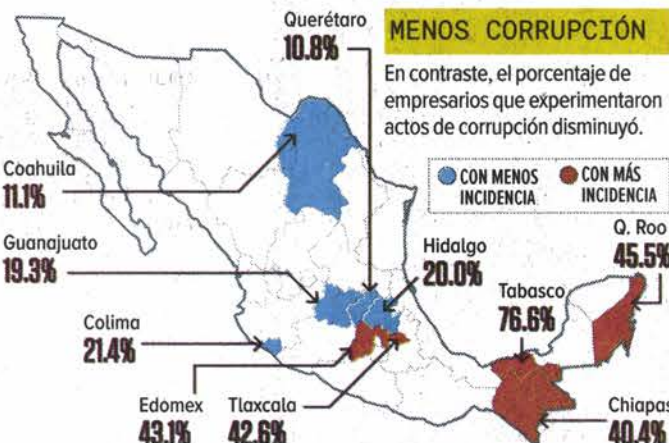 MENOS CORRUPCIÓN
En contraste, el porcentaje de
empresarios que experimentaron
actos de corrupción disminuyó.
CON MENOS
INCIDENCIA
CON MÁS
INCIDENCIA
Querétaro
10.8%
Coahuila
11.1%
Guanajuato
19.3%
Hidalgo
20.0%
Colima
21.4%
Q. Roo
45.5%
Tabasco
76.6%
Edomex
43.1%
Tlaxcala
42.6%
Chiapas
40.4%